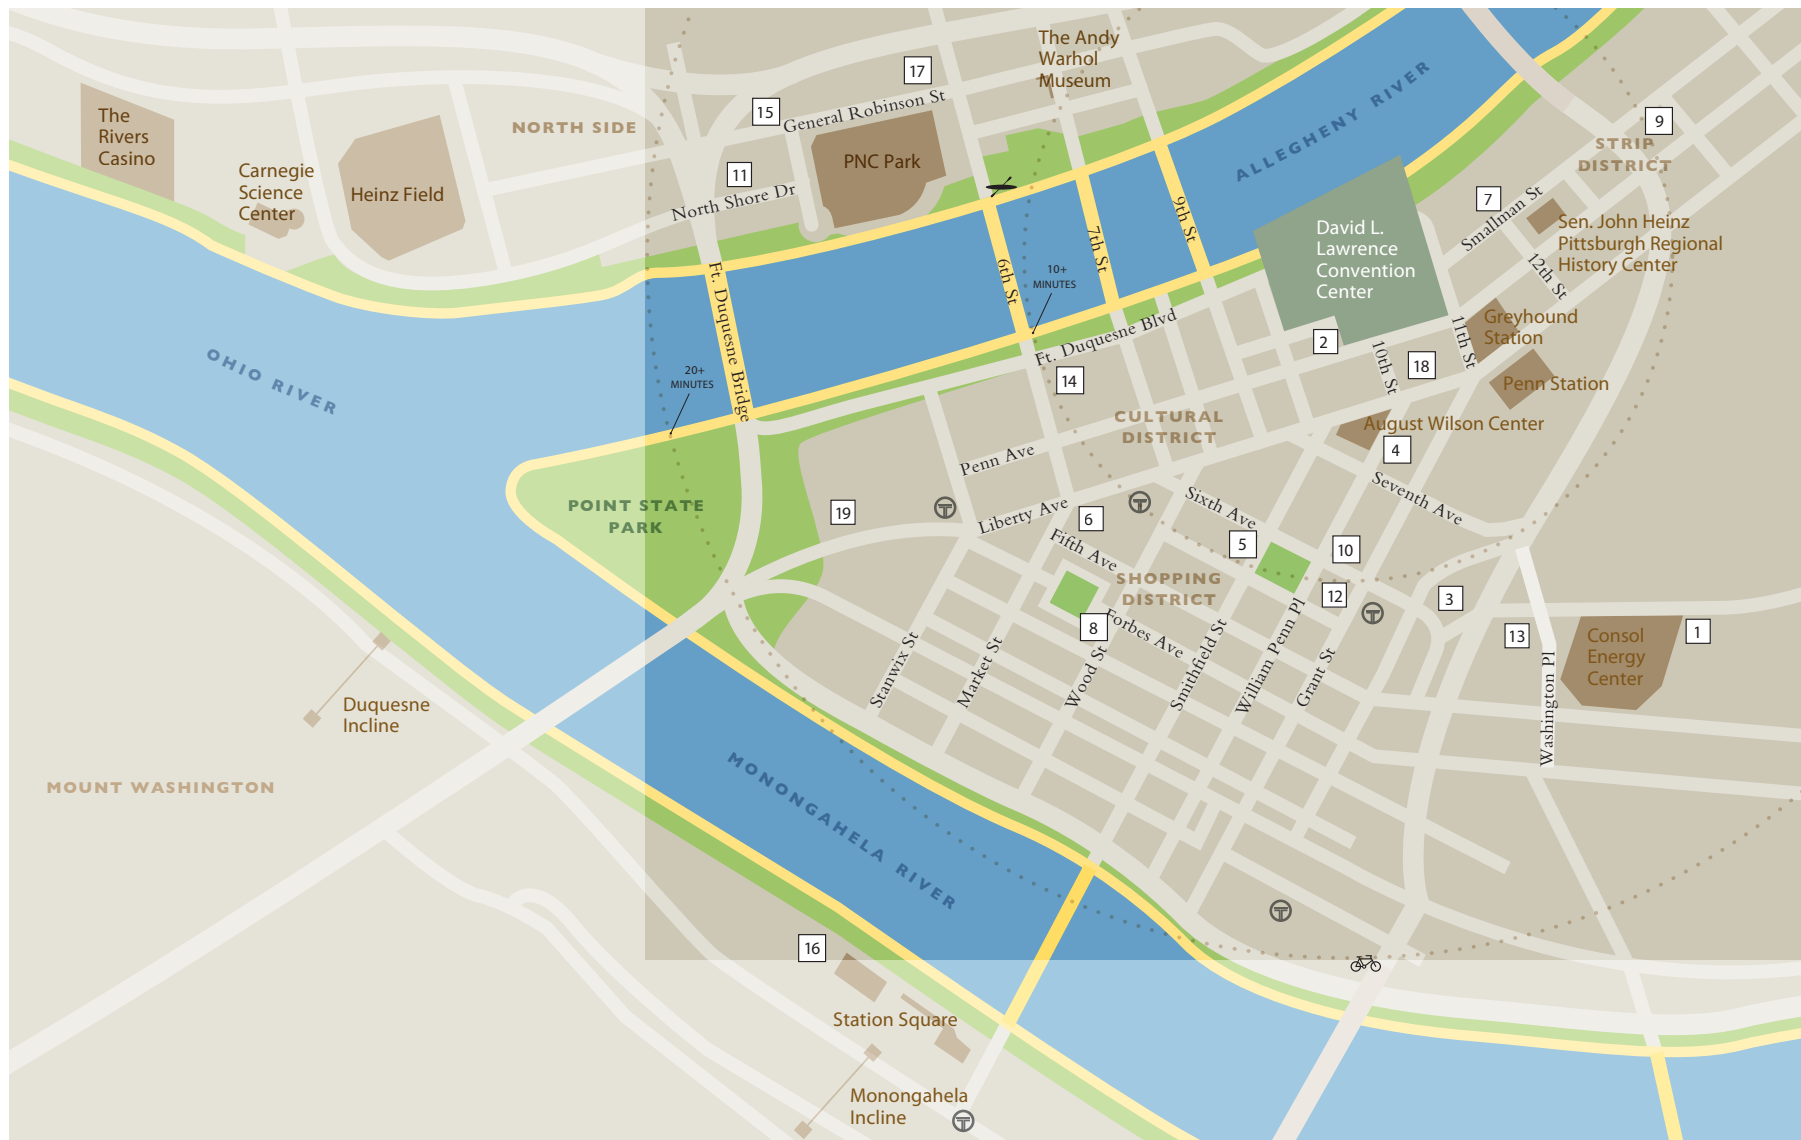 The Andy
Warhol
Museum
17
15
General Robinson St
The
Rivers
Casino
NORTH SIDE
Carnegie
Science
Center
Heinz Field
11
PNC Park
North Shore Dr
ALLEGHENY RIVER
9
STRIP
DISTRICT
7
Smallman St
Sen. John Heinz
Pittsburgh Regional
History Center
12th St
David L.
Lawrence
Convention
Center
9th St
7th St
6th St
10+
MINUTES
Ft. Duquesne Bridge
Ft. Duquesne Blvd
Greyhound
Station
11th St
2
10th St
18
Penn Station
OHIO RIVER
20+
MINUTES
14
CULTURAL
DISTRICT
August Wilson Center
4
Penn Ave
Seventh Ave
POINT STATE
PARK
19
T
Liberty Ave
T
Sixth Ave
6
Fifth Ave
5
10
SHOPPING
DISTRICT
12
T
3
8
Forbes Ave
13
Consol
Energy
Center
1
Stanwix St
Market St
Wood St
Smithfield St
William Penn Pl
Grant St
Washington Pl
Duquesne
Incline
MOUNT WASHINGTON
MONONGAHELA RIVER
T
16
Station Square
Monongahela
Incline
T